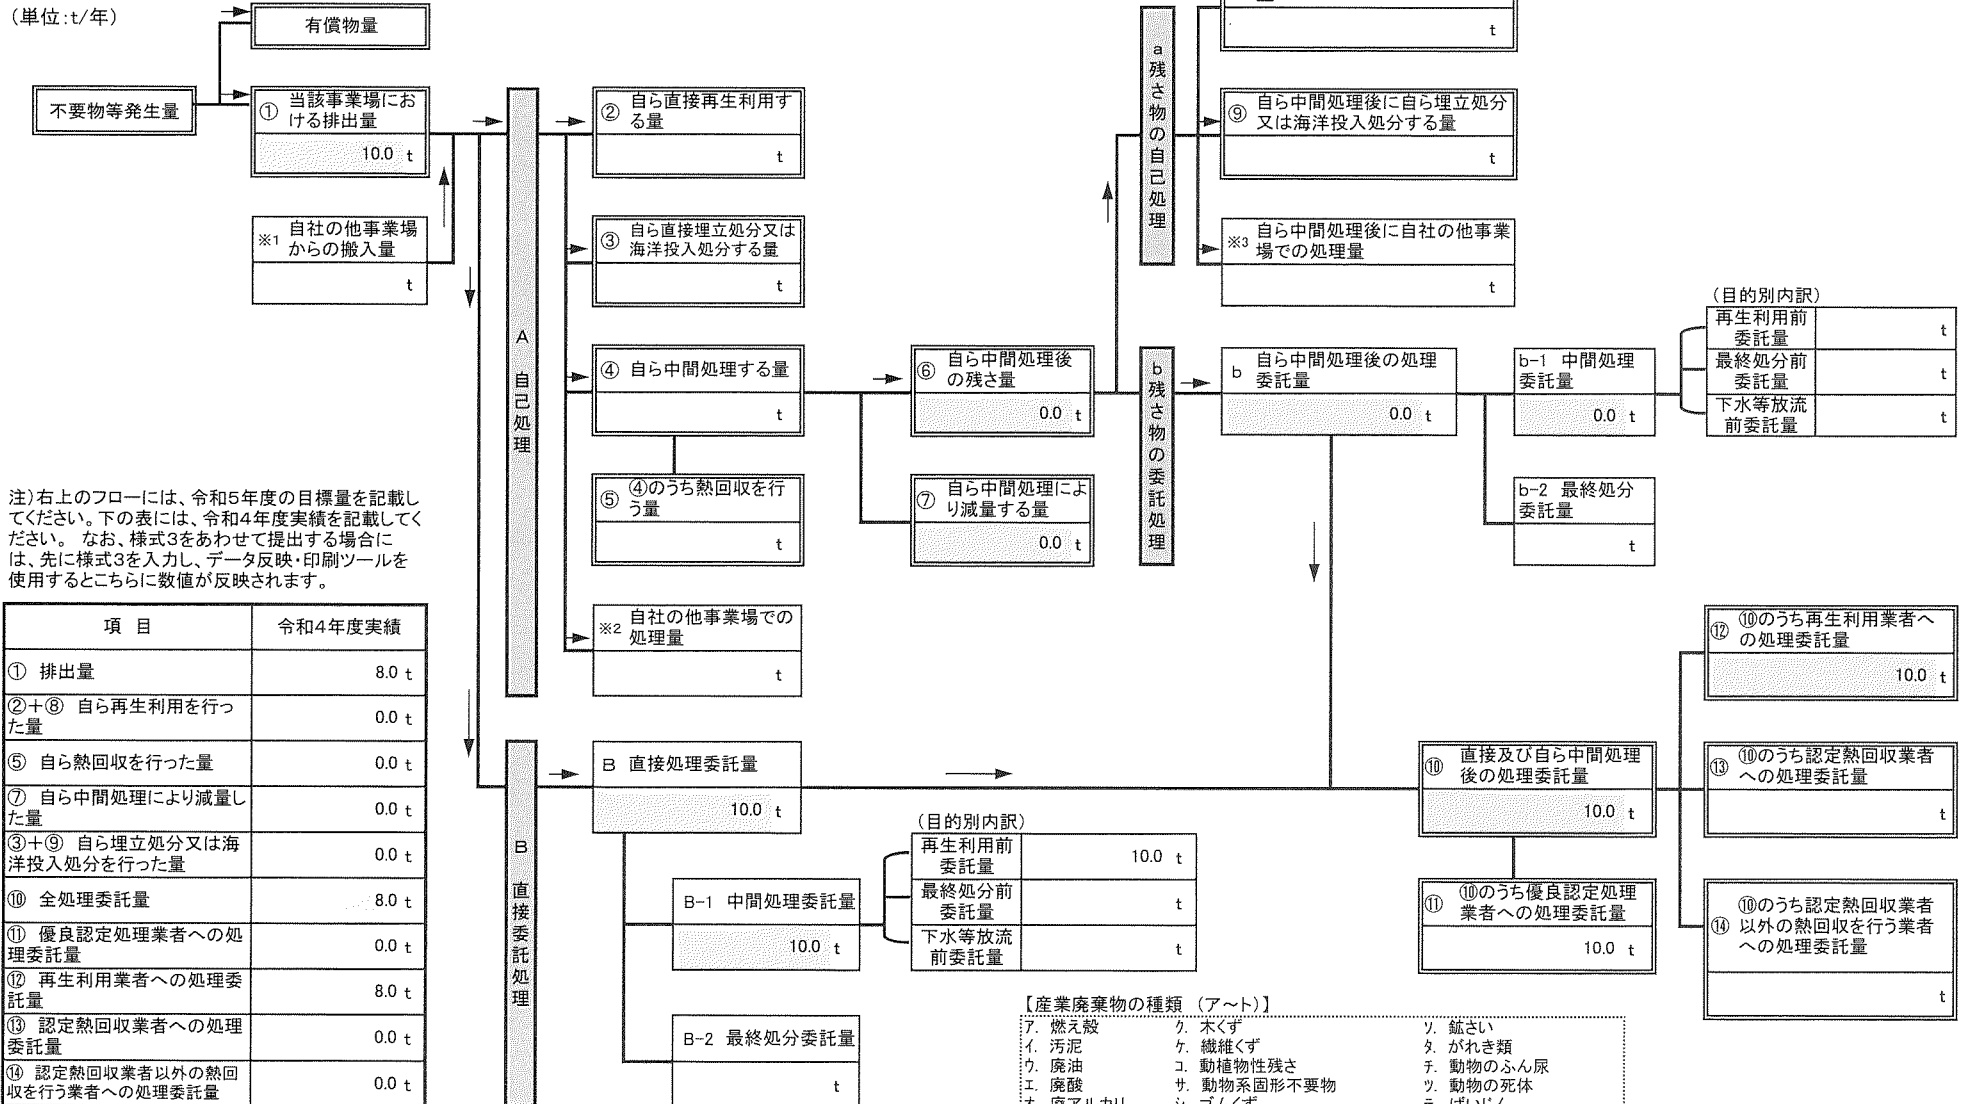 (単位:t/年)
有償物量
不要物等発生量
① 当該事業場にお
ける排出量
10.0 t
※1 自社の他事業場
からの搬入量
t
A 自己処理
② 自ら直接再生利用す
る量
t
③ 自ら直接埋立処分又は
海洋投入処分する量
t
④ 自ら中間処理する量
t
⑤ ④のうち熱回収を行
う量
t
※2 自社の他事業場での
処理量
t
⑥ 自ら中間処理後
の残さ量
0.0 t
⑦ 自ら中間処理によ
り減量する量
0.0 t
a 残さ物の自己処理
t
⑨ 自ら中間処理後に自ら埋立処分
又は海洋投入処分する量
t
※3 自ら中間処理後に自社の他事業
場での処理量
t
b 残さ物の委託処理
b 自ら中間処理後の処理
委託量
0.0 t
b-1 中間処理
委託量
0.0 t
b-2 最終処分
委託量
t
(目的別内訳)
再生利用前
委託量
t
最終処分前
委託量
t
下水等放流
前委託量
t
注)右上のフローには、令和5年度の目標量を記載し
てください。下の表には、令和4年度実績を記載してく
ださい。 なお、様式3をあわせて提出する場合に
は、先に様式3を入力し、データ反映・印刷ツールを
使用するとこちらに数値が反映されます。
項 目 令和4年度実績
① 排出量 8.0 t
②+⑧ 自ら再生利用を行っ
た量
0.0 t
⑤ 自ら熱回収を行った量 0.0 t
⑦ 自ら中間処理により減量し
た量
0.0 t
③+⑨ 自ら埋立処分又は海
洋投入処分を行った量
0.0 t
⑩ 全処理委託量 8.0 t
⑪ 優良認定処理業者への処
理委託量
0.0 t
⑫ 再生利用業者への処理委
託量
8.0 t
⑬ 認定熱回収業者への処理
委託量
0.0 t
⑭ 認定熱回収業者以外の熱回
収を行う業者への処理委託量
0.0 t
B 直接委託処理
B 直接処理委託量
10.0 t
B-1 中間処理委託量
10.0 t
B-2 最終処分委託量
t
(目的別内訳)
再生利用前
委託量
10.0 t
最終処分前
委託量
t
下水等放流
前委託量
t
⑩ 直接及び自ら中間処理
後の処理委託量
10.0 t
⑪ ⑩のうち優良認定処理
業者への処理委託量
10.0 t
⑫ ⑩のうち再生利用業者へ
の処理委託量
10.0 t
⑬ ⑩のうち認定熱回収業者
への処理委託量
t
⑭ ⑩のうち認定熱回収業者
以外の熱回収を行う業者
への処理委託量
t
【産業廃棄物の種類 (ア～ト)】
ア. 燃え殻 ク. 木くず ソ. 鉱さい
イ. 汚泥 ケ. 繊維くず タ. がれき類
ウ. 廃油 コ. 動植物性残さ チ. 動物のふん尿
エ. 廃酸 サ. 動物系固形不要物 ツ. 動物の死体
オ. 廃アルカリ シ. ゴムくず テ. ばいじん